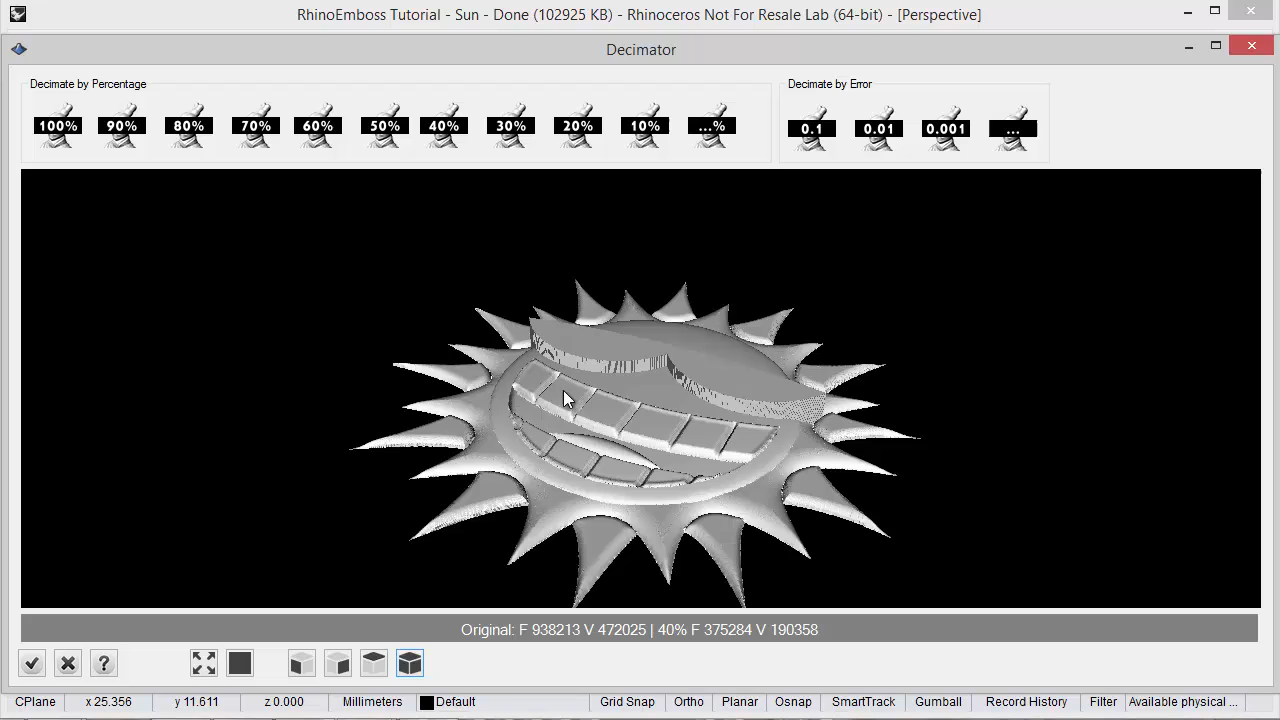 RhinoEmboss Tutorial - Sun - Done (102925 KB) - Rhinoceros Not For Resale Lab (64-bit) - [Perspective]
Decimator
Decimate by Percentage
Decimate by Error
100% 90% 80% 70% 60% 50% 40% 30% 20% 10% ...%
0.1 0.01 0.001 ...
Original: F 938213 V 472025 | 40% F 375284 V 190358
?
CPlane x 25.356 y 11.611 z 0.000 Millimeters Default Grid Snap Ortho Planar Osnap SmartTrack Gumball Record History Filter Available physical ...